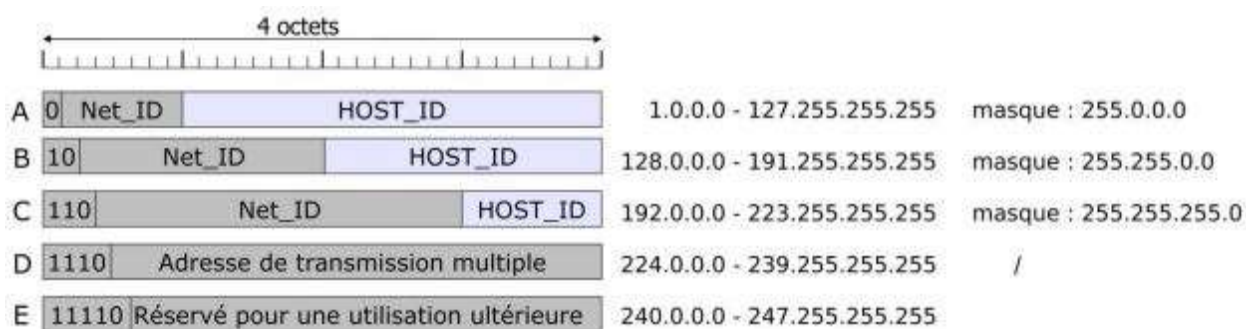 4 octets
A 0 Net_ID HOST_ID 1.0.0.0 - 127.255.255.255 masque : 255.0.0.0
B 10 Net_ID HOST_ID 128.0.0.0 - 191.255.255.255 masque : 255.255.0.0
C 110 Net_ID HOST_ID 192.0.0.0 - 223.255.255.255 masque : 255.255.255.0
D 1110 Adresse de transmission multiple 224.0.0.0 - 239.255.255.255 /
E 11110 Réservé pour une utilisation ultérieure 240.0.0.0 - 247.255.255.255